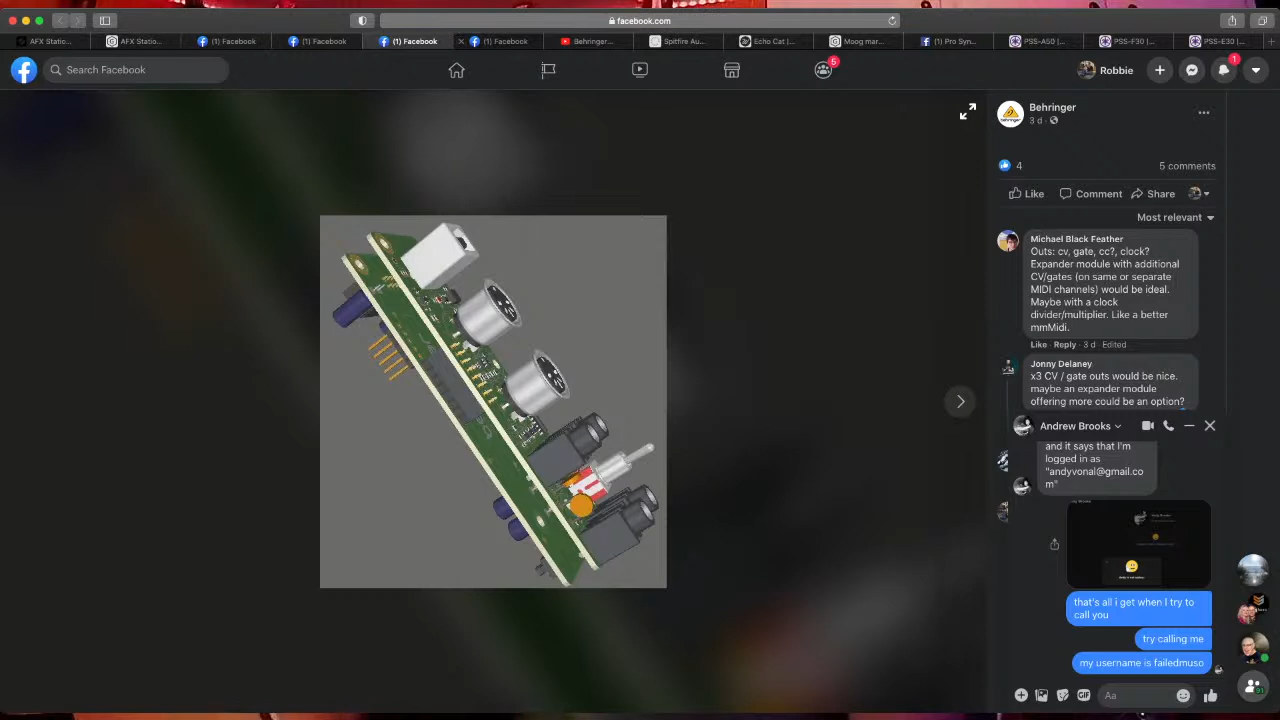 facebook.com
AFX Statio...
AFX Statio...
(1) Facebook
(1) Facebook
(1) Facebook
(1) Facebook
Behringer...
Spitfire Au...
Echo Cat |...
Moog mar...
(1) Pro Syn...
PSS-A50 |...
PSS-F30 |...
PSS-E30 |...
Search Facebook
5
Robbie
1
Behringer
3 d
4
5 comments
Like
Comment
Share
Most relevant
Michael Black Feather
Outs: cv, gate, cc?, clock?
Expander module with additional
CV/gates (on same or separate
MIDI channels) would be ideal.
Maybe with a clock
divider/multiplier. Like a better
mmMidi.
Like · Reply · 3 d · Edited
Jonny Delaney
x3 CV / gate outs would be nice.
maybe an expander module
offering more could be an option?
Andrew Brooks
and it says that I'm
logged in as
"andyvonal@gmail.co
m"
that's all i get when I try to
call you
try calling me
my username is failedmuso
GIF
Aa